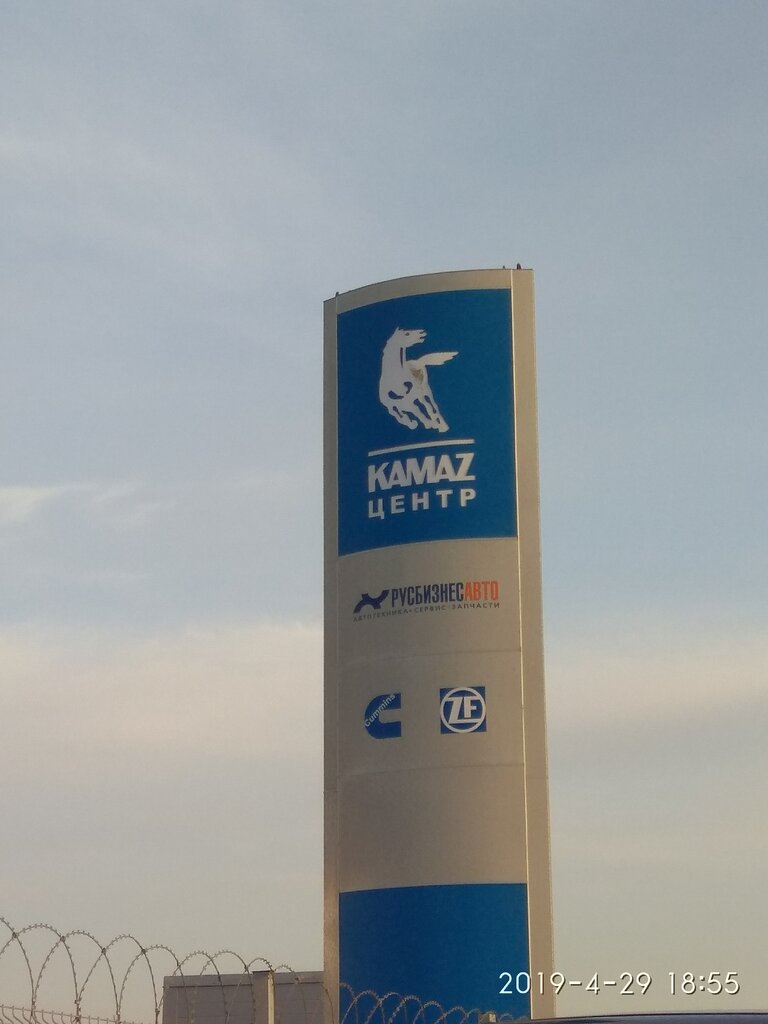 KAMAZ
ЦЕНТР
РУСБИЗНЕСАВТО
АВТОТЕХНИКА • СЕРВИС • ЗАПЧАСТИ
Cummins
ZF
2019-4-29 18:55